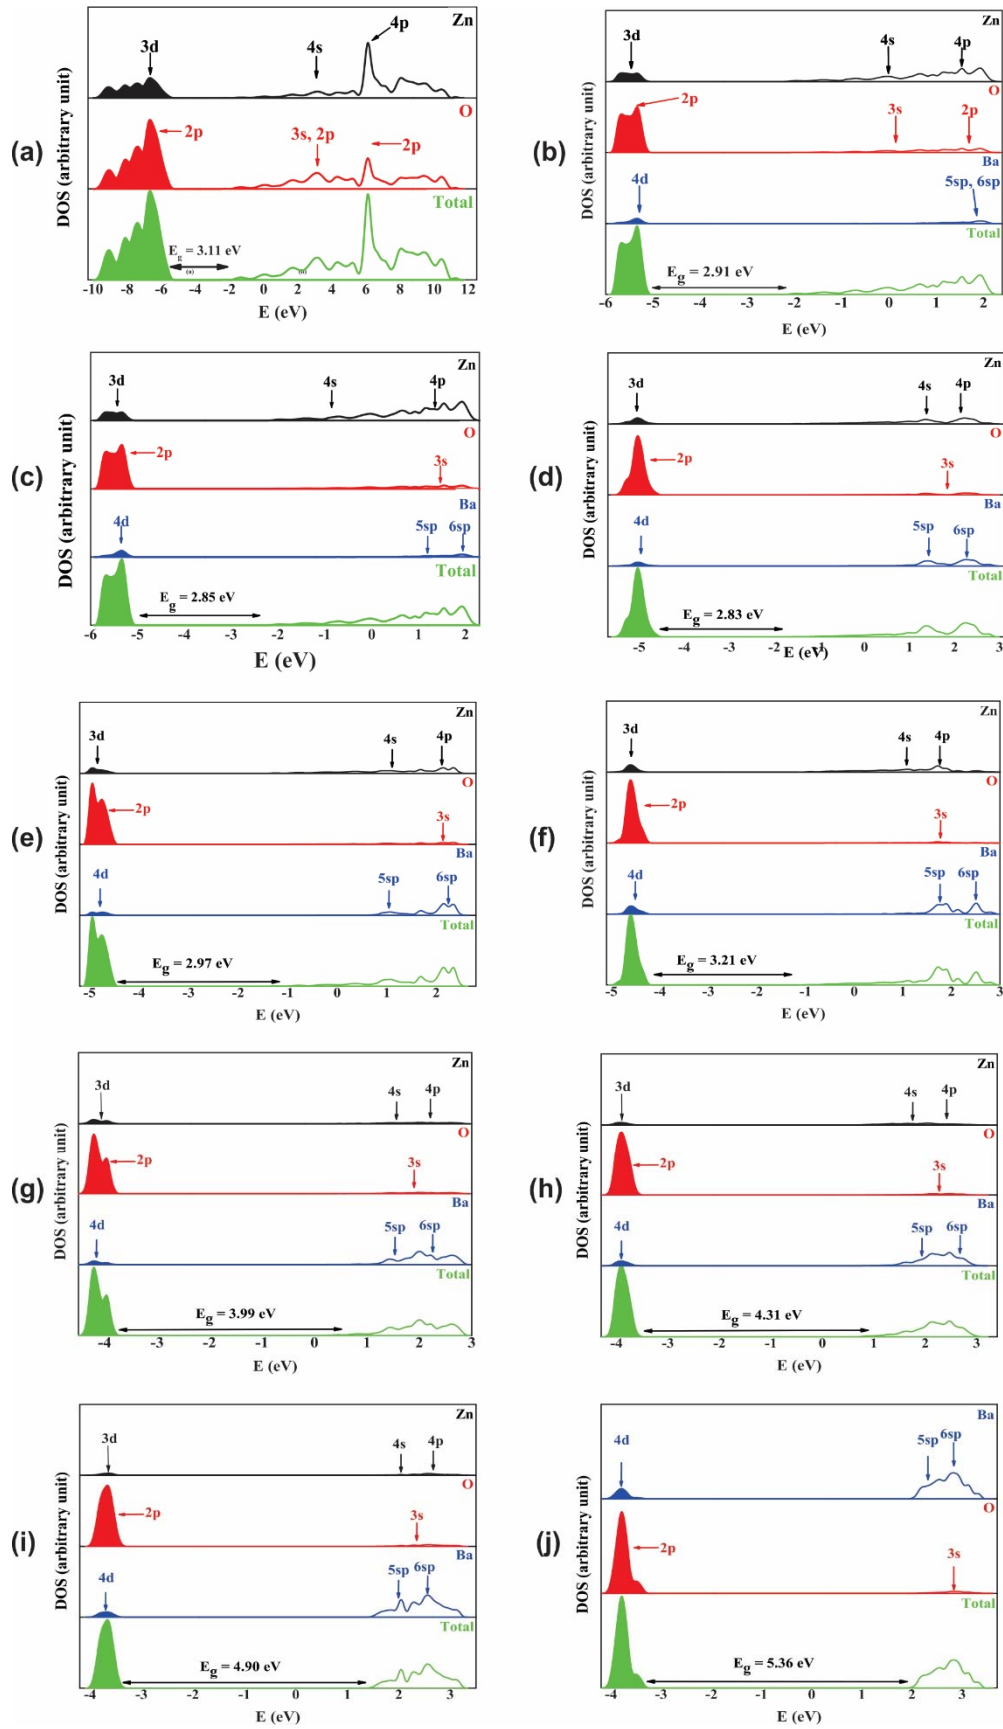 (a)
DOS (arbitrary unit)
Zn
3d
4s
4p
O
2p
3s, 2p
2p
Total
E_g = 3.11 eV
-10 -8 -6 -4 -2 0 2 4 6 8 10 12
E (eV)
(b)
DOS (arbitrary unit)
Zn
3d
4s
4p
O
2p
3s
2p
Ba
4d
5sp, 6sp
Total
E_g = 2.91 eV
-6 -5 -4 -3 -2 -1 0 1 2
E (eV)
(c)
DOS (arbitrary unit)
Zn
3d
4s
4p
O
2p
3s
Ba
4d
5sp
6sp
Total
E_g = 2.85 eV
-6 -5 -4 -3 -2 -1 0 1 2
E (eV)
(d)
DOS (arbitrary unit)
Zn
3d
4s
4p
O
2p
3s
Ba
4d
5sp
6sp
Total
E_g = 2.83 eV
-5 -4 -3 -2 -1 0 1 2 3
E (eV)
(e)
DOS (arbitrary unit)
Zn
3d
4s
4p
O
2p
3s
Ba
4d
5sp
6sp
Total
E_g = 2.97 eV
-5 -4 -3 -2 -1 0 1 2
E (eV)
(f)
DOS (arbitrary unit)
Zn
3d
4s
4p
O
2p
3s
Ba
4d
5sp
6sp
Total
E_g = 3.21 eV
-5 -4 -3 -2 -1 0 1 2 3
E (eV)
(g)
DOS (arbitrary unit)
Zn
3d
4s
4p
O
2p
3s
Ba
4d
5sp
6sp
Total
E_g = 3.99 eV
-4 -3 -2 -1 0 1 2 3
E (eV)
(h)
DOS (arbitrary unit)
Zn
3d
4s
4p
O
2p
3s
Ba
4d
5sp
6sp
Total
E_g = 4.31 eV
-4 -3 -2 -1 0 1 2 3
E (eV)
(i)
DOS (arbitrary unit)
Zn
3d
4s
4p
O
2p
3s
Ba
4d
5sp
6sp
Total
E_g = 4.90 eV
-4 -3 -2 -1 0 1 2 3
E (eV)
(j)
DOS (arbitrary unit)
Ba
4d
5sp
6sp
O
2p
3s
Total
E_g = 5.36 eV
-4 -3 -2 -1 0 1 2 3
E (eV)